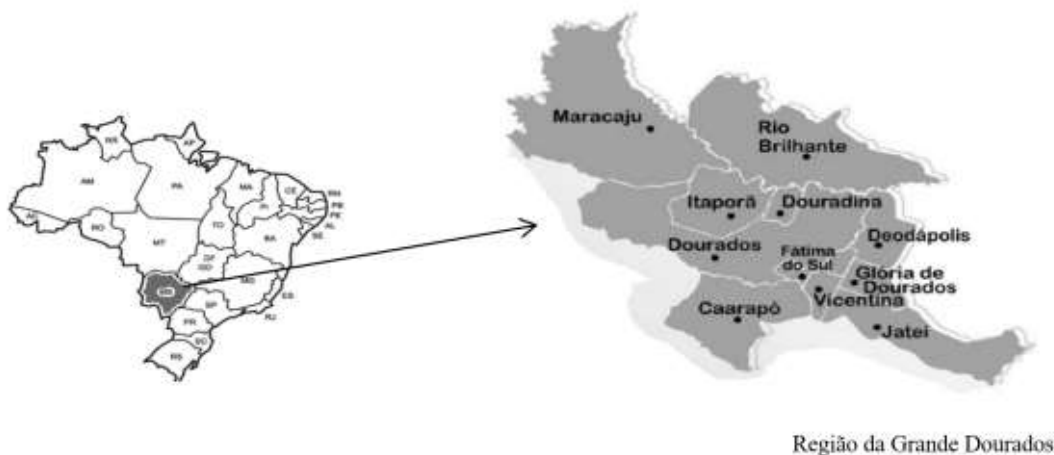 RR
AP
AM
PA
MA
CE
RN
PB
PE
AL
SE
PI
AC
RO
TO
BA
MT
DF
GO
MG
ES
MS
SP
RJ
PR
SC
RS
Maracaju
Rio
Brilhante
Itaporã
Douradina
Deodápolis
Dourados
Fátima
do Sul
Glória de
Dourados
Vicentina
Caarapó
Jateí
Região da Grande Dourados